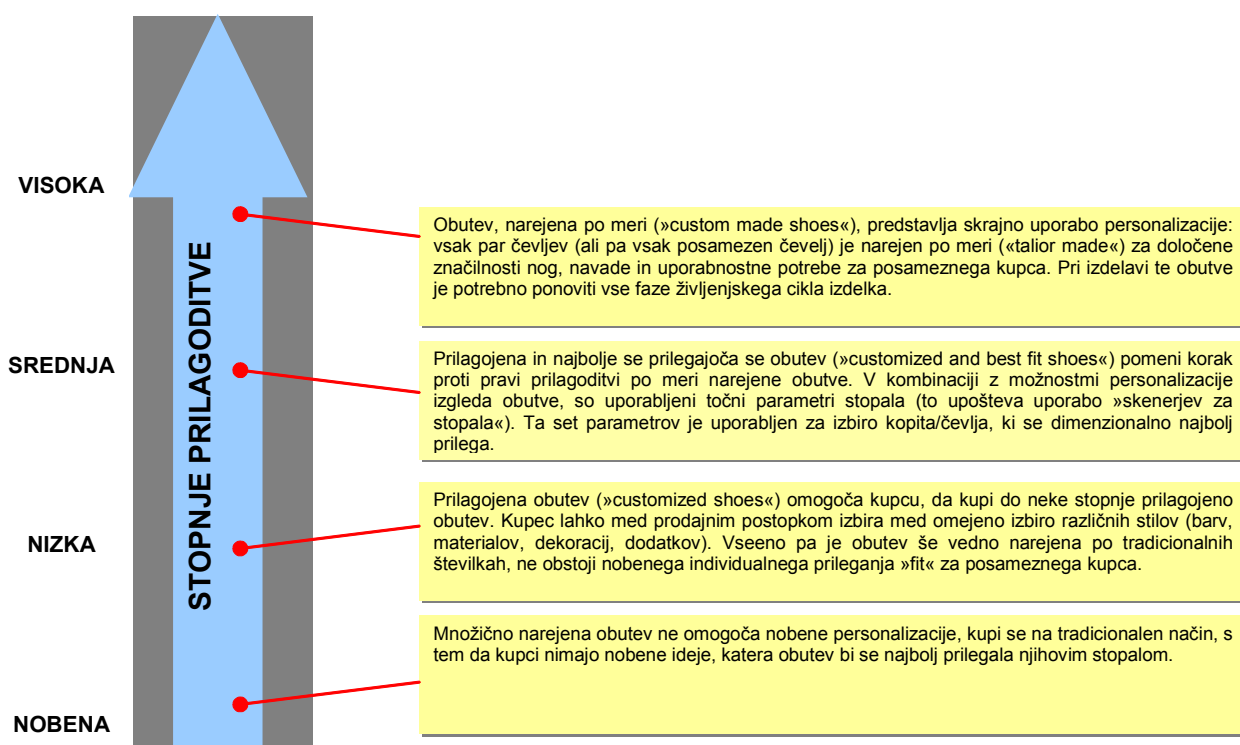 VISOKA
Obutev, narejena po meri (»custom made shoes«), predstavlja skrajno uporabo personalizacije:
vsak par čevljev (ali pa vsak posamezen čevelj) je narejen po meri («talior made«) za določene
značilnosti nog, navade in uporabnostne potrebe za posameznega kupca. Pri izdelavi te obutve
je potrebno ponoviti vse faze življenjskega cikla izdelka.
STOPNJE PRILAGODITVE
SREDNJA
Prilagojena in najbolje se prilegajoča se obutev (»customized and best fit shoes«) pomeni korak
proti pravi prilagoditvi po meri narejene obutve. V kombinaciji z možnostmi personalizacije
izgleda obutve, so uporabljeni točni parametri stopala (to upošteva uporabo »skenerjev za
stopala«). Ta set parametrov je uporabljen za izbiro kopita/čevlja, ki se dimenzionalno najbolj
prilega.
NIZKA
Prilagojena obutev (»customized shoes«) omogoča kupcu, da kupi do neke stopnje prilagojeno
obutev. Kupec lahko med prodajnim postopkom izbira med omejeno izbiro različnih stilov (barv,
materialov, dekoracij, dodatkov). Vseeno pa je obutev še vedno narejena po tradicionalnih
številkah, ne obstoji nobenega individualnega prileganja »fit« za posameznega kupca.
Množično narejena obutev ne omogoča nobene personalizacije, kupi se na tradicionalen način, s
tem da kupci nimajo nobene ideje, katera obutev bi se najbolj prilegala njihovim stopalom.
NOBENA